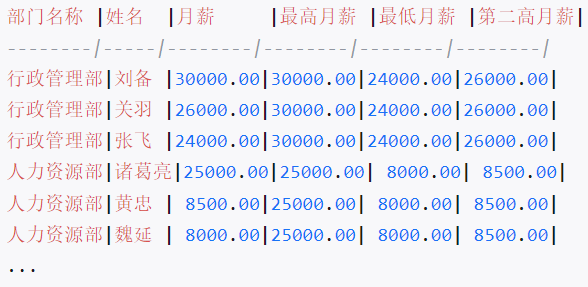 部门名称 |姓名  |月薪      |最高月薪 |最低月薪 |第二高月薪|
--------/-----/--------/--------/--------/--------/
行政管理部|刘备 |30000.00|30000.00|24000.00|26000.00|
行政管理部|关羽 |26000.00|30000.00|24000.00|26000.00|
行政管理部|张飞 |24000.00|30000.00|24000.00|26000.00|
人力资源部|诸葛亮|25000.00|25000.00| 8000.00| 8500.00|
人力资源部|黄忠 | 8500.00|25000.00| 8000.00| 8500.00|
人力资源部|魏延 | 8000.00|25000.00| 8000.00| 8500.00|
...